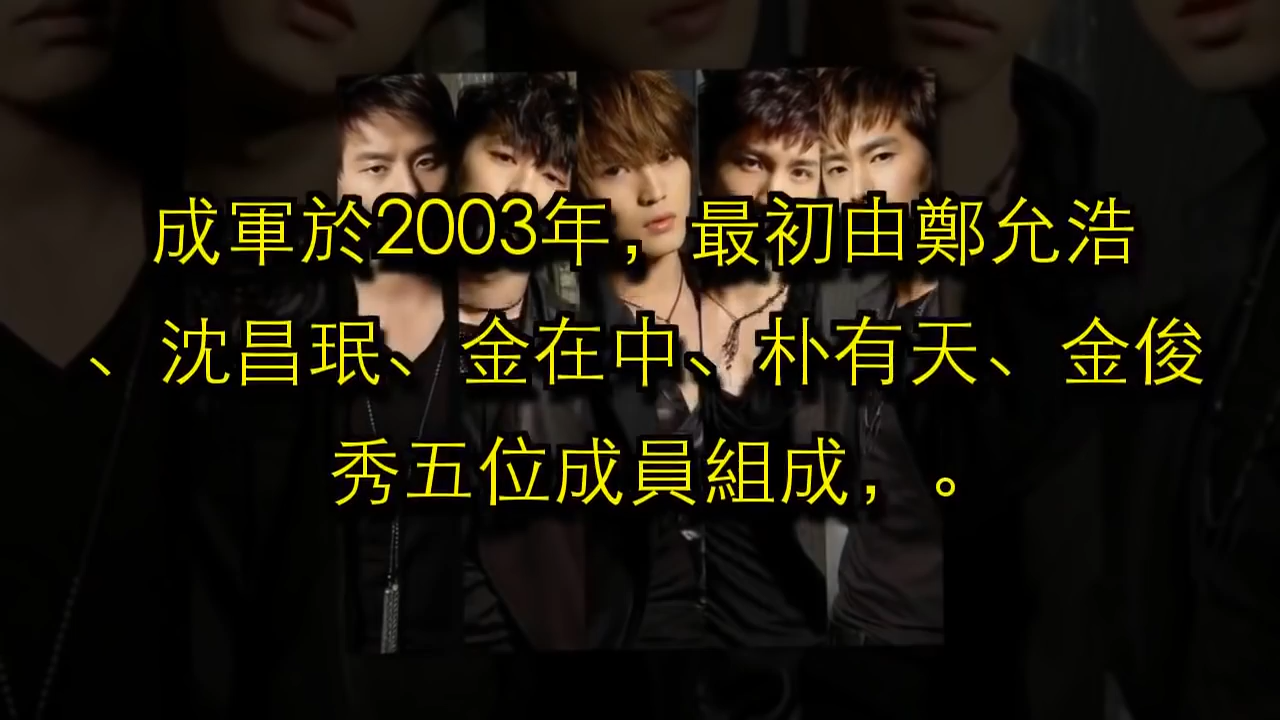 成軍於2003年，最初由鄭允浩
、沈昌珉、金在中、朴有天、金俊
秀五位成員組成，。